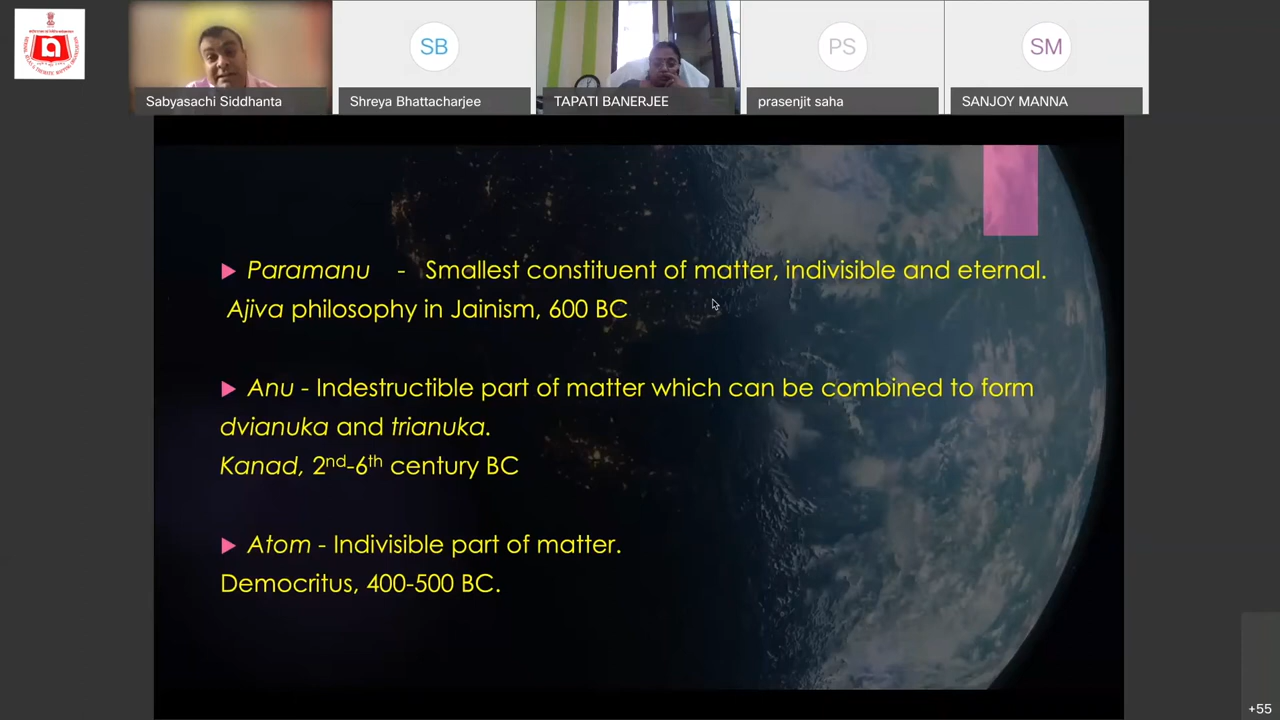 SB
PS
SM
Sabyasachi Siddhanta
Shreya Bhattacharjee
TAPATI BANERJEE
prasenjit saha
SANJOY MANNA
Paramanu - Smallest constituent of matter, indivisible and eternal.
Ajiva philosophy in Jainism, 600 BC
Anu - Indestructible part of matter which can be combined to form
dvianuka and trianuka.
Kanad, 2nd-6th century BC
Atom - Indivisible part of matter.
Democritus, 400-500 BC.
+55